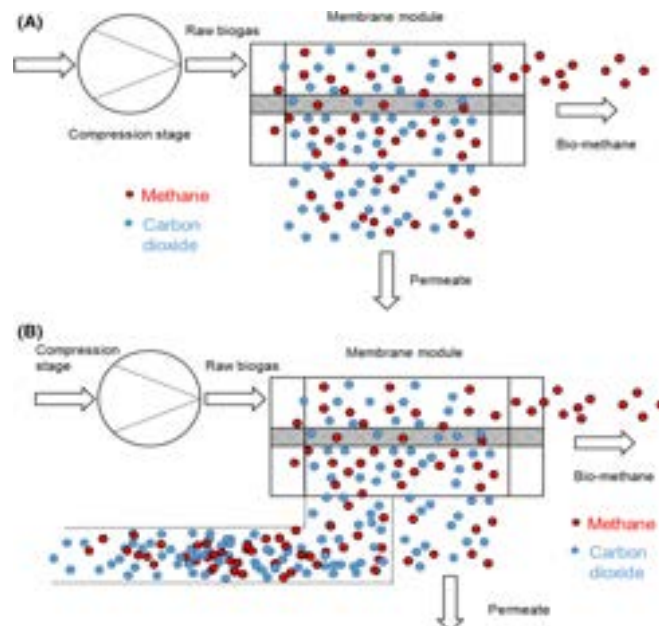 (A)
Membrane module
Raw biogas
Compression stage
Bio-methane
Methane
Carbon
dioxide
Permeate
(B)
Compression
stage
Raw biogas
Membrane module
Bio-methane
Methane
Carbon
dioxide
Permeate